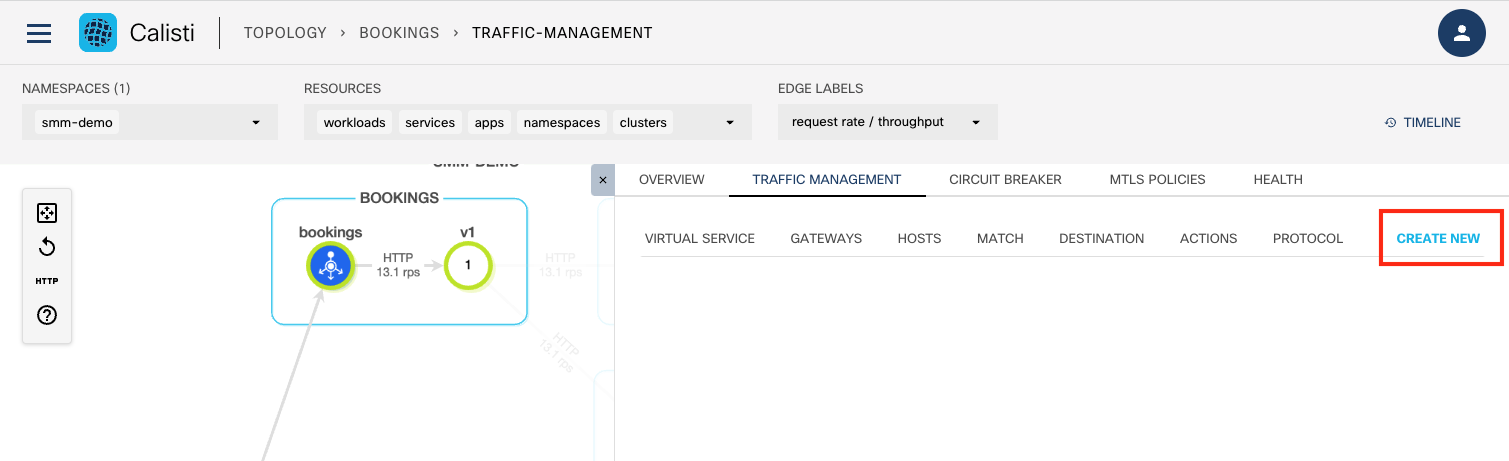 Calisti
TOPOLOGY › BOOKINGS › TRAFFIC-MANAGEMENT
NAMESPACES (1)
RESOURCES
EDGE LABELS
smm-demo
workloads services apps namespaces clusters
request rate / throughput
TIMELINE
SMM-DEMO
× OVERVIEW TRAFFIC MANAGEMENT CIRCUIT BREAKER MTLS POLICIES HEALTH
VIRTUAL SERVICE GATEWAYS HOSTS MATCH DESTINATION ACTIONS PROTOCOL CREATE NEW
BOOKINGS
bookings
v1
HTTP
13.1 rps
1
HTTP
13.1 rps
HTTP
13.1 rps
HTTP